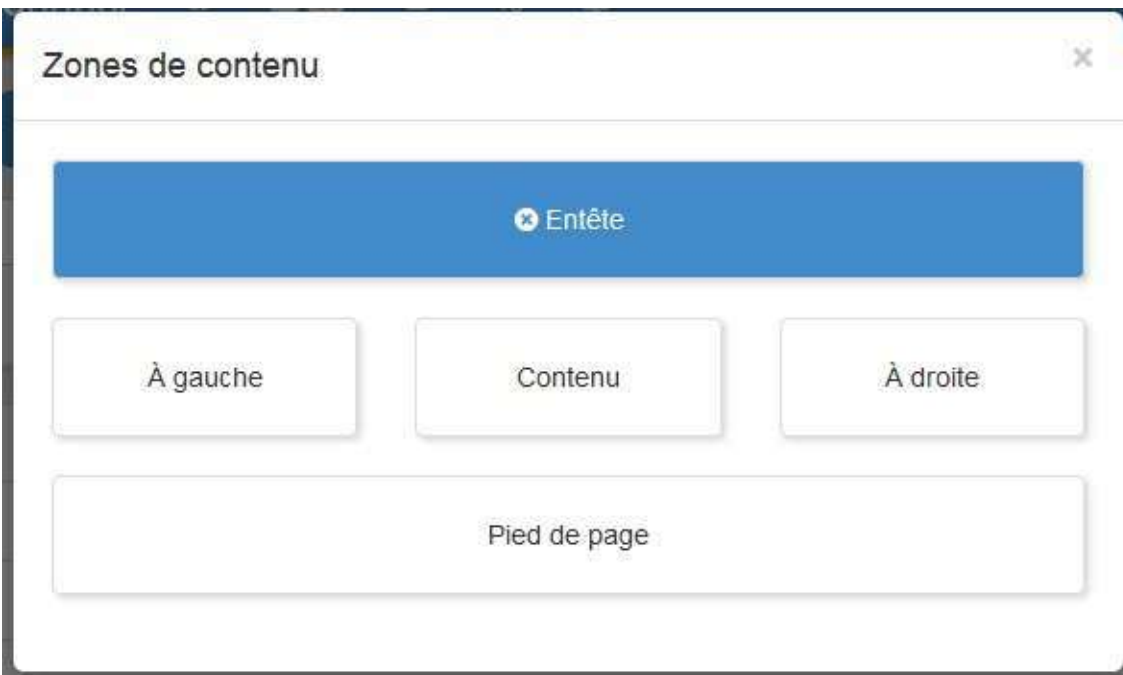 Zones de contenu
Entête
À gauche
Contenu
À droite
Pied de page